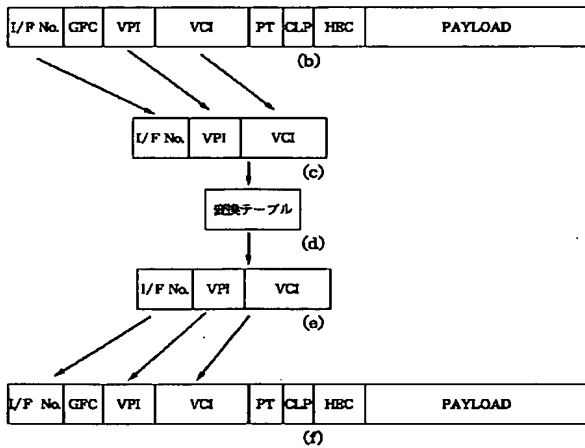 I/F No. GFC VPI VCI PT CLP HEC PAYLOAD
(b)
I/F No. VPI VCI
(c)
変換テーブル
(d)
I/F No. VPI VCI
(e)
I/F No. GFC VPI VCI PT CLP HEC PAYLOAD
(f)